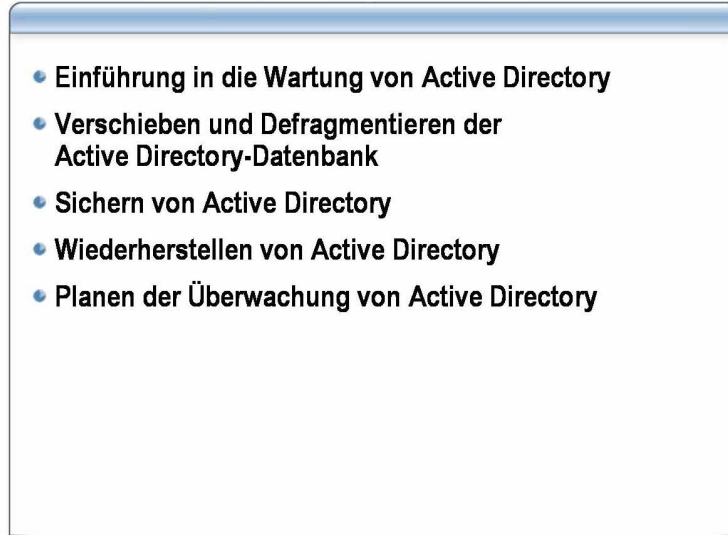 Einführung in die Wartung von Active Directory
Verschieben und Defragmentieren der
Active Directory-Datenbank
Sichern von Active Directory
Wiederherstellen von Active Directory
Planen der Überwachung von Active Directory